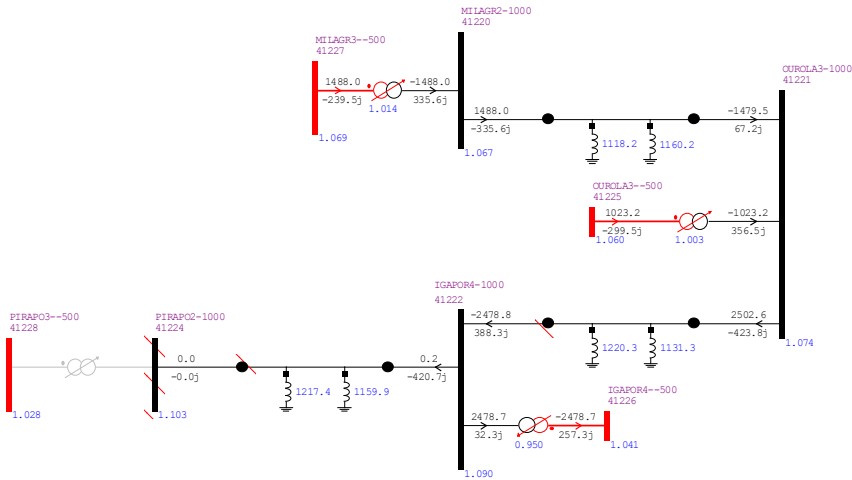 MILAGR2-1000
41220
MILAGR3--500
41227
1488.0
-239.5j
1.014
-1488.0
335.6j
1.069
1.067
OUROLA3-1000
41221
1488.0
-335.6j
1118.2
1160.2
-1479.5
67.2j
OUROLA3--500
41225
1023.2
-299.5j
1.060
1.003
-1023.2
356.5j
IGAPOR4-1000
41222
-2478.8
388.3j
1220.3
1131.3
2502.6
-423.8j
1.074
PIRAPO3--500
41228
PIRAPO2-1000
41224
0.0
-0.0j
1217.4
1159.9
0.2
-420.7j
1.028
1.103
IGAPOR4--500
41226
2478.7
32.3j
0.950
-2478.7
257.3j
1.041
1.090